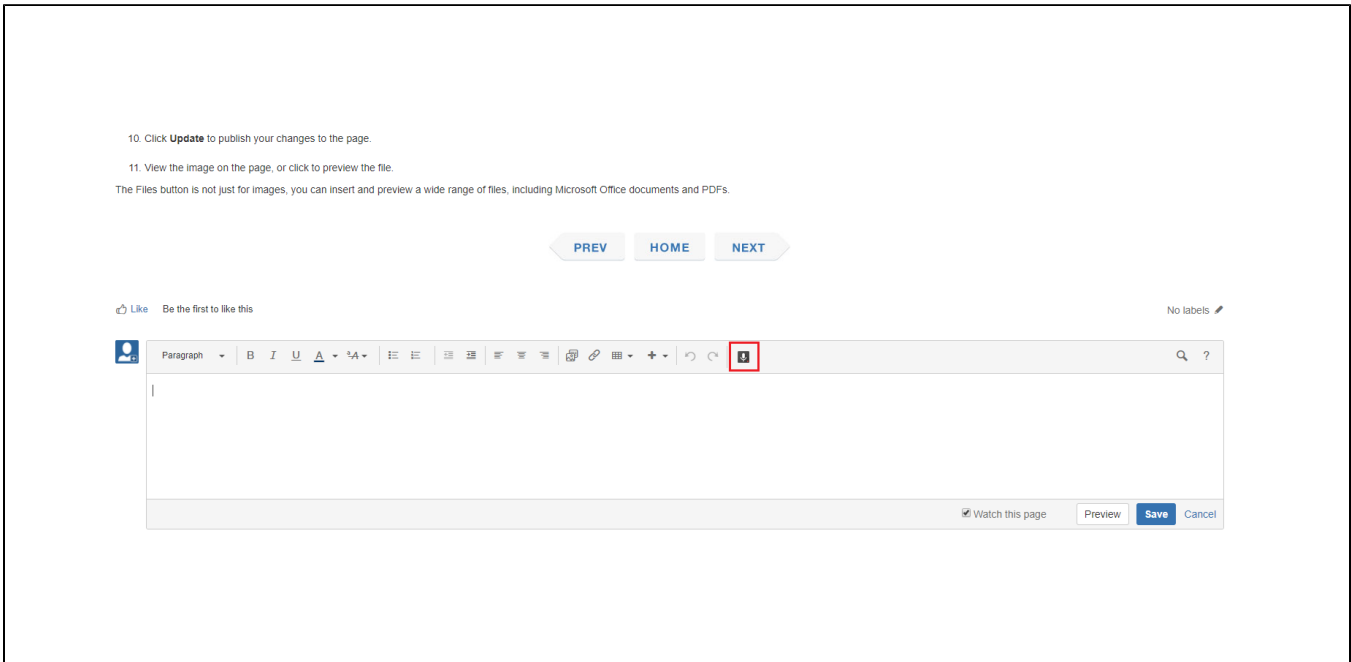 10. Click Update to publish your changes to the page.
11. View the image on the page, or click to preview the file.
The Files button is not just for images, you can insert and preview a wide range of files, including Microsoft Office documents and PDFs.
PREV HOME NEXT
Like Be the first to like this No labels
Paragraph B I U A ªA ?
Watch this page Preview Save Cancel